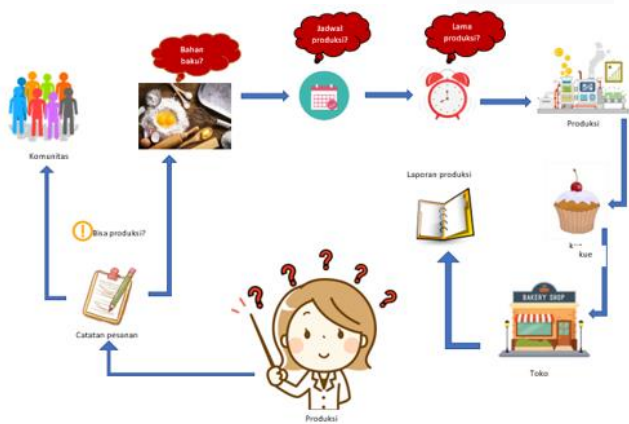 Bahan
baku?
Jadwal
produksi?
Lama
produksi?
Komunitas
Produksi
Laporan produksi
Bisa produksi?
kue
BAKERY SHOP
Catatan pesanan
Toko
Produksi